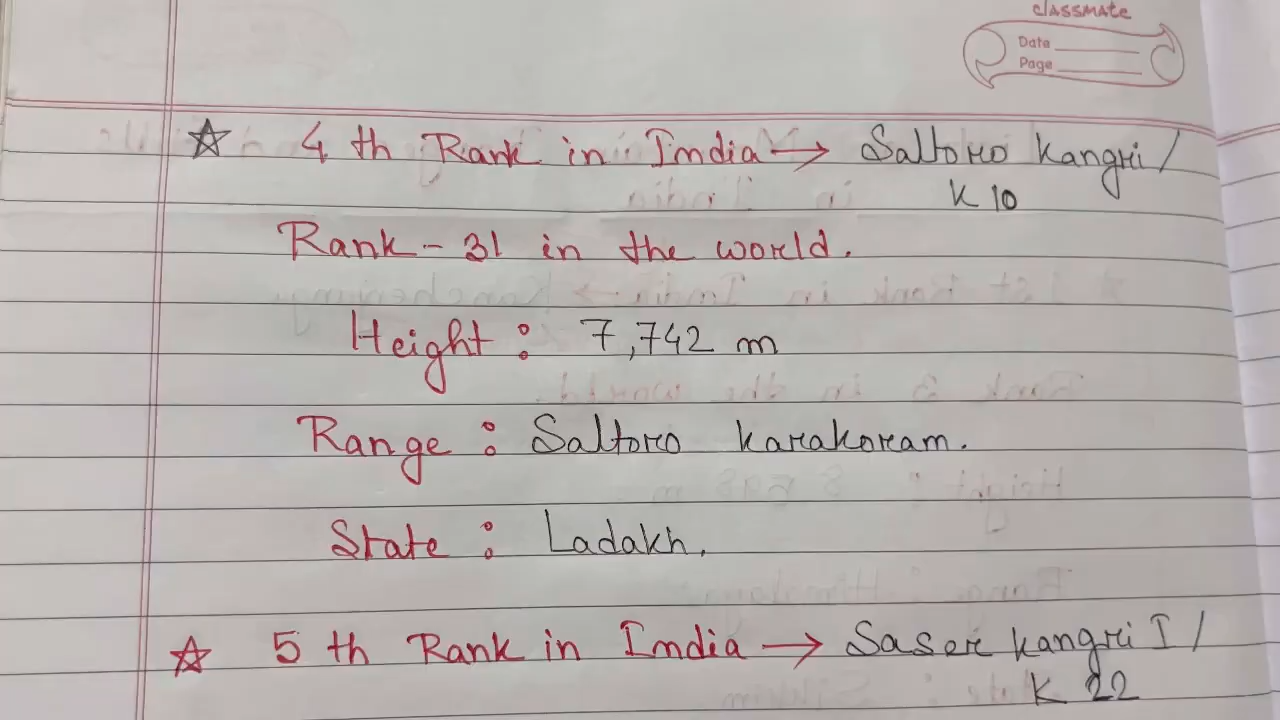 classmate
Date
Page
☆ 4 th Rank in India → Saltoro Kangri /
K 10
Rank - 31 in the world.
Height : 7,742 m
Range : Saltoro Karakoram.
State : Ladakh.
☆ 5 th Rank in India → Saser Kangri I /
K 22